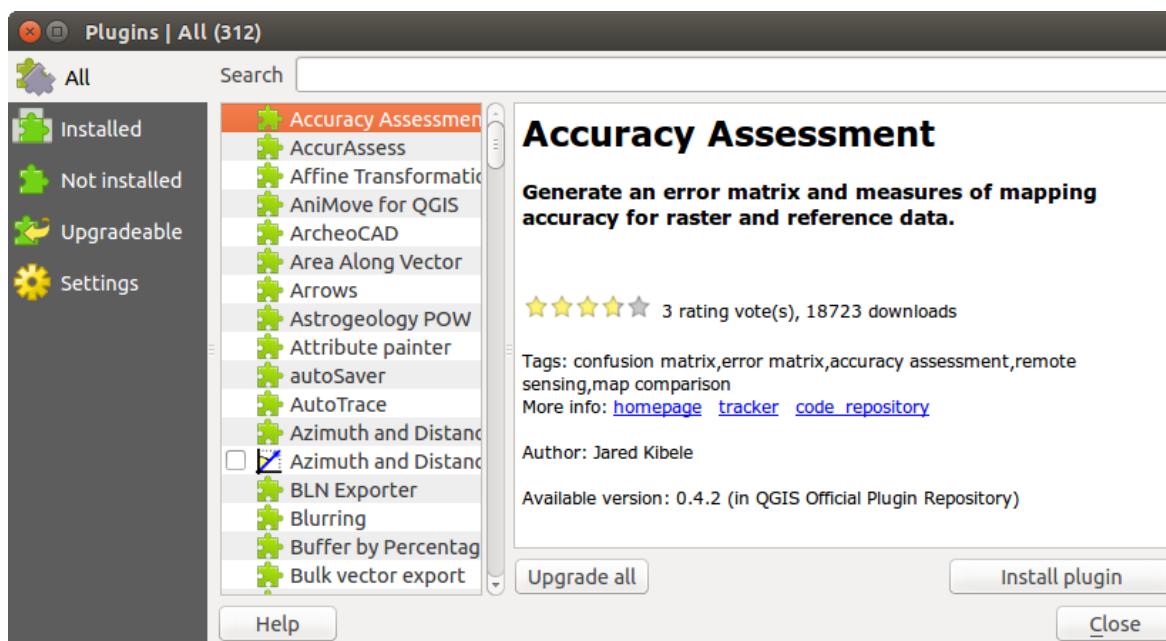 Plugins | All (312)
All
Installed
Not installed
Upgradeable
Settings
Search
Accuracy Assessmen
AccurAssess
Affine Transformatic
AniMove for QGIS
ArcheoCAD
Area Along Vector
Arrows
Astrogeology POW
Attribute painter
autoSaver
AutoTrace
Azimuth and Distanc
Azimuth and Distanc
BLN Exporter
Blurring
Buffer by Percentag
Bulk vector export
Accuracy Assessment
Generate an error matrix and measures of mapping
accuracy for raster and reference data.
3 rating vote(s), 18723 downloads
Tags: confusion matrix,error matrix,accuracy assessment,remote
sensing,map comparison
More info: homepage tracker code_repository
Author: Jared Kibele
Available version: 0.4.2 (in QGIS Official Plugin Repository)
Upgrade all
Install plugin
Help
Close